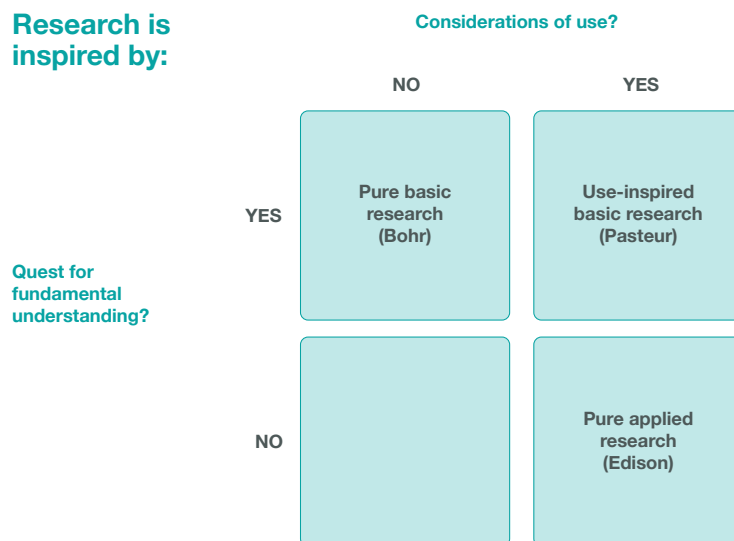 Research is
inspired by:
Considerations of use?
NO
YES
YES
Pure basic
research
(Bohr)
Use-inspired
basic research
(Pasteur)
Quest for
fundamental
understanding?
NO
Pure applied
research
(Edison)